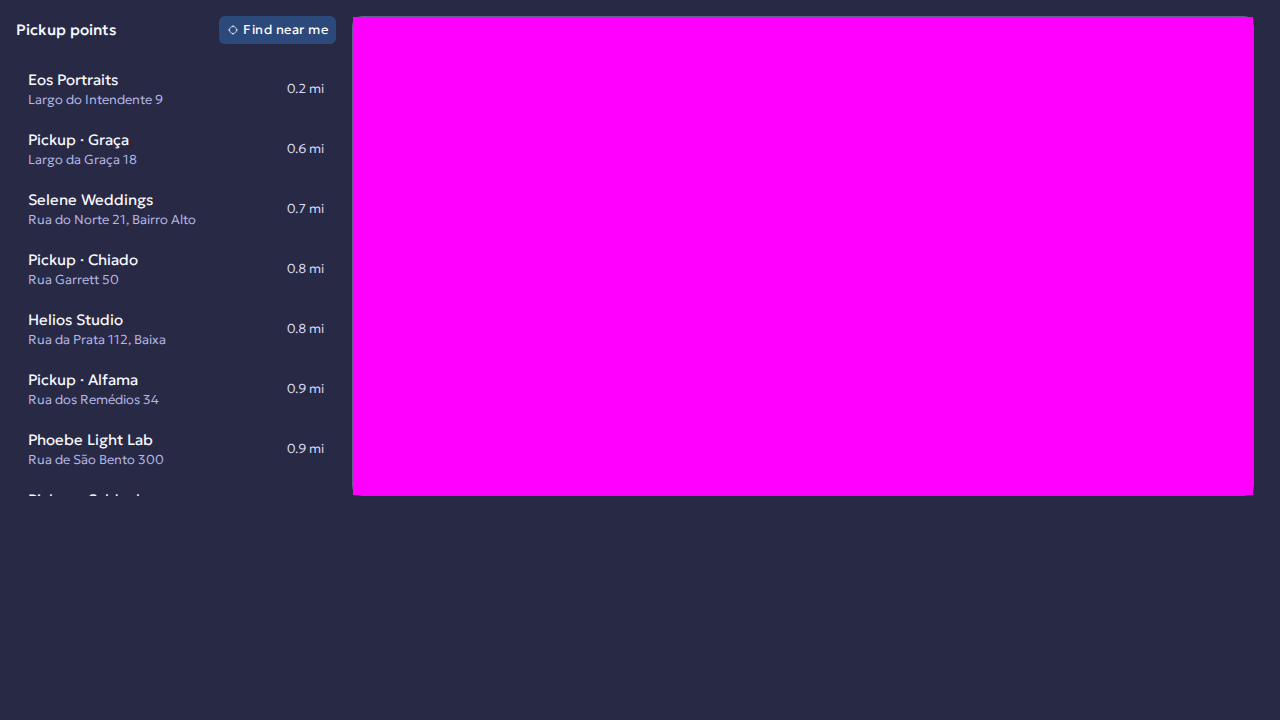 Pickup points
Find near me
Eos Portraits
Largo do Intendente 9
0.2 mi
Pickup · Graça
Largo da Graça 18
0.6 mi
Selene Weddings
Rua do Norte 21, Bairro Alto
0.7 mi
Pickup · Chiado
Rua Garrett 50
0.8 mi
Helios Studio
Rua da Prata 112, Baixa
0.8 mi
Pickup · Alfama
Rua dos Remédios 34
0.9 mi
Phoebe Light Lab
Rua de São Bento 300
0.9 mi